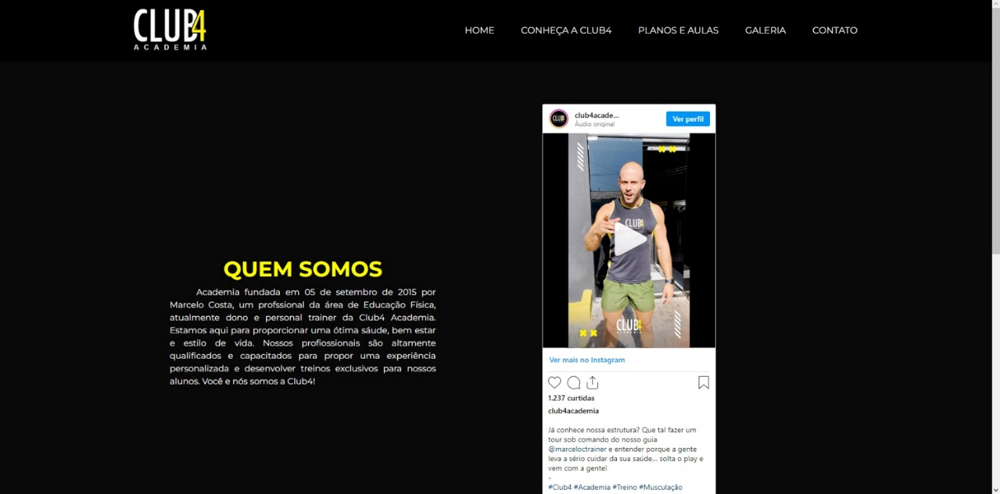 CLUB4
ACADEMIA
HOME
CONHEÇA A CLUB4
PLANOS E AULAS
GALERIA
CONTATO
QUEM SOMOS
Academia fundada em 05 de setembro de 2015 por
Marcelo Costa, um profssional da área de Educação Física,
atualmente dono e personal trainer da Club4 Academia.
Estamos aqui para proporcionar uma ótima sáude, bem estar
e estilo de vida. Nossos profiossionais são altamente
qualificados e capacitados para propor uma experiência
personalizada e desenvolver treinos exclusivos para nossos
alunos. Você e nós somos a Club4!
CLUB4
club4acade...
Áudio original
Ver perfil
CLUB4
CLUB4
ACADEMIA
Ver mais no Instagram
1.237 curtidas
club4academia
Já conhece nossa estrutura? Que tal fazer um
tour sob comando do nosso guia
@marceloctrainer e entender porque a gente
leva a sério cuidar da sua saúde... solta o play e
vem com a gente!
-
#Club4 #Academia #Treino #Musculação